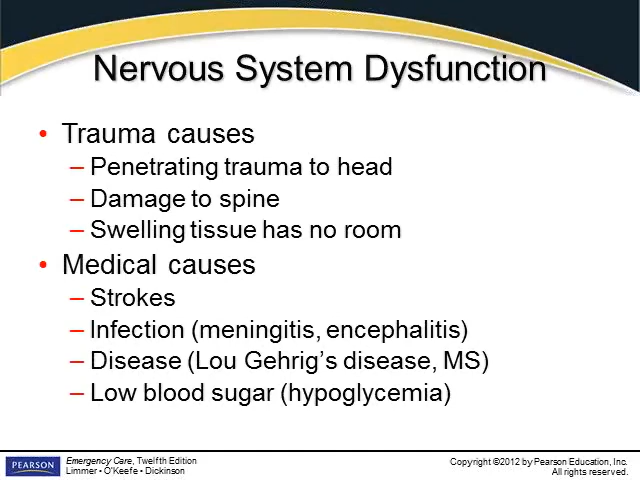 Nervous System Dysfunction
• Trauma causes
– Penetrating trauma to head
– Damage to spine
– Swelling tissue has no room
• Medical causes
– Strokes
– Infection (meningitis, encephalitis)
– Disease (Lou Gehrig’s disease, MS)
– Low blood sugar (hypoglycemia)
PEARSON
Emergency Care, Twelfth Edition
Limmer • O'Keefe • Dickinson
Copyright ©2012 by Pearson Education, Inc.
All rights reserved.